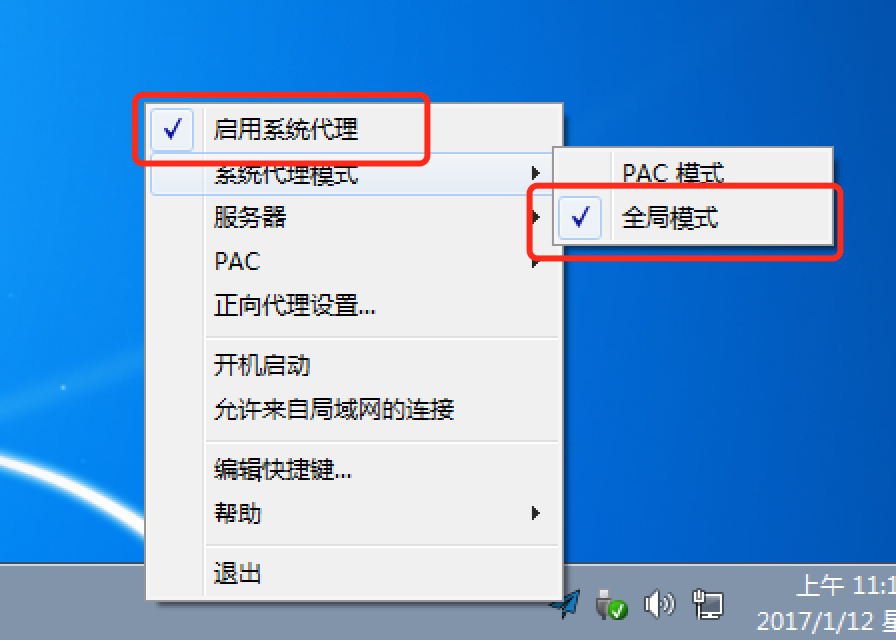 启用系统代理
系统代理模式
PAC 模式
全局模式
服务器
PAC
正向代理设置...
开机启动
允许来自局域网的连接
编辑快捷键...
帮助
退出
上午 11:1
2017/1/12 星